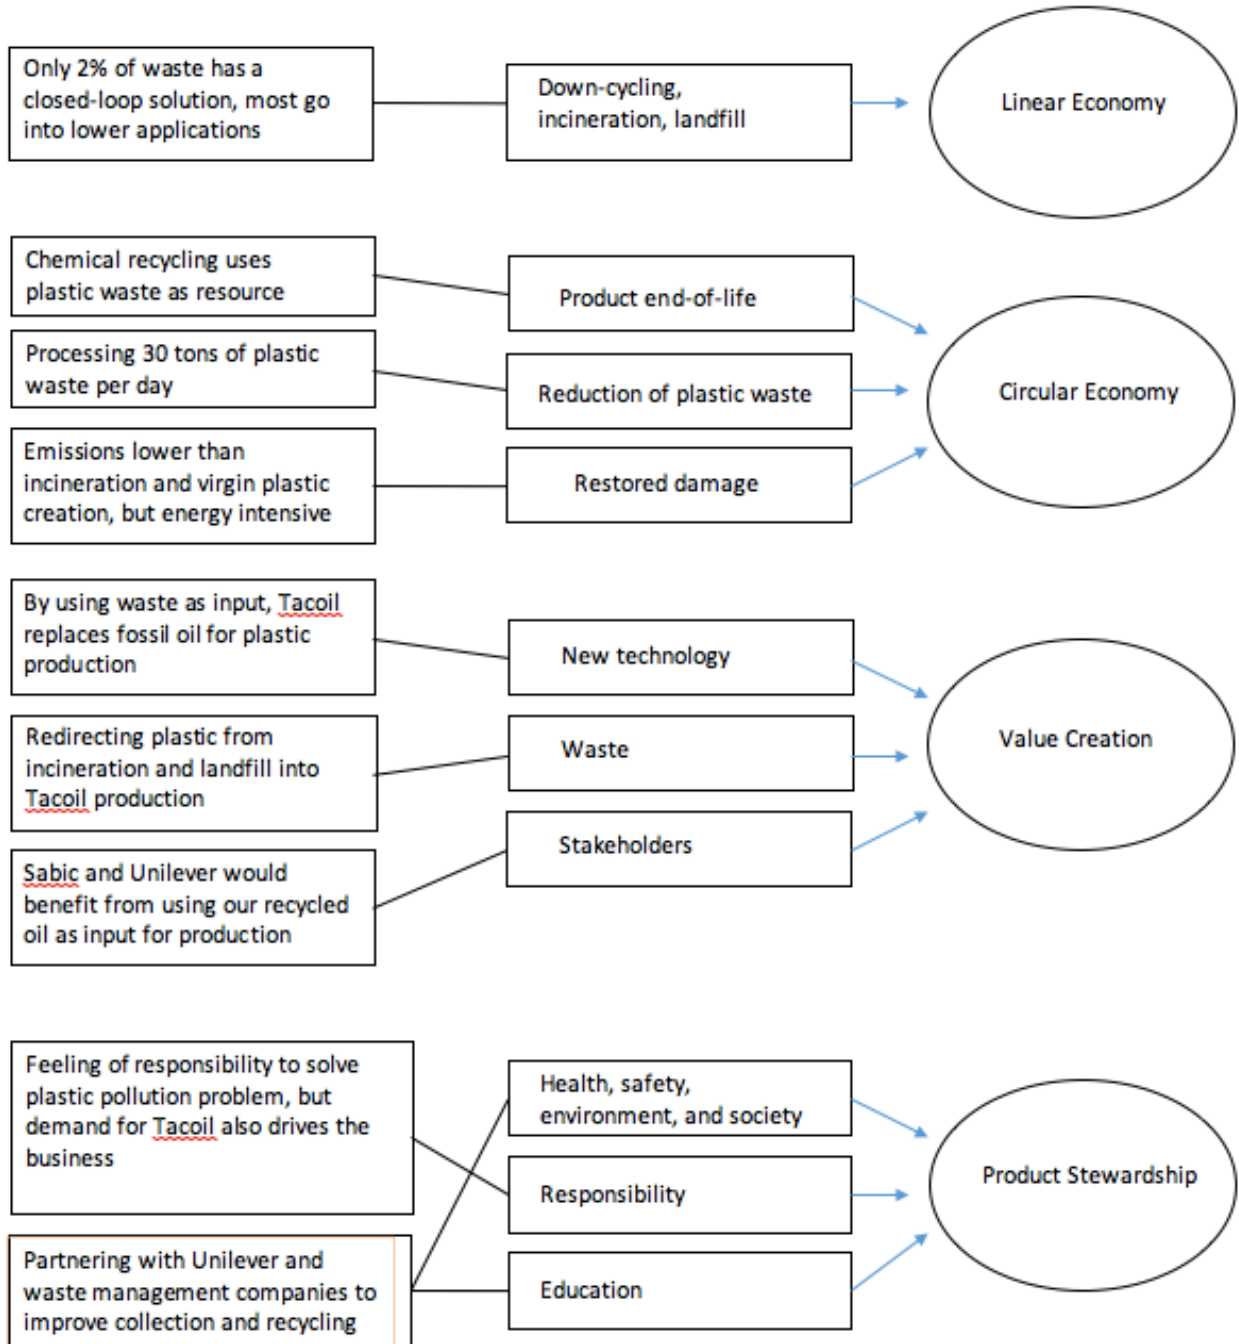 Only 2% of waste has a
closed-loop solution, most go
into lower applications
Down-cycling,
incineration, landfill
Linear Economy
Chemical recycling uses
plastic waste as resource
Product end-of-life
Processing 30 tons of plastic
waste per day
Reduction of plastic waste
Circular Economy
Emissions lower than
incineration and virgin plastic
creation, but energy intensive
Restored damage
By using waste as input, Tacoil
replaces fossil oil for plastic
production
New technology
Redirecting plastic from
incineration and landfill into
Tacoil production
Waste
Value Creation
Sabic and Unilever would
benefit from using our recycled
oil as input for production
Stakeholders
Feeling of responsibility to solve
plastic pollution problem, but
demand for Tacoil also drives the
business
Health, safety,
environment, and society
Responsibility
Product Stewardship
Partnering with Unilever and
waste management companies to
improve collection and recycling
Education